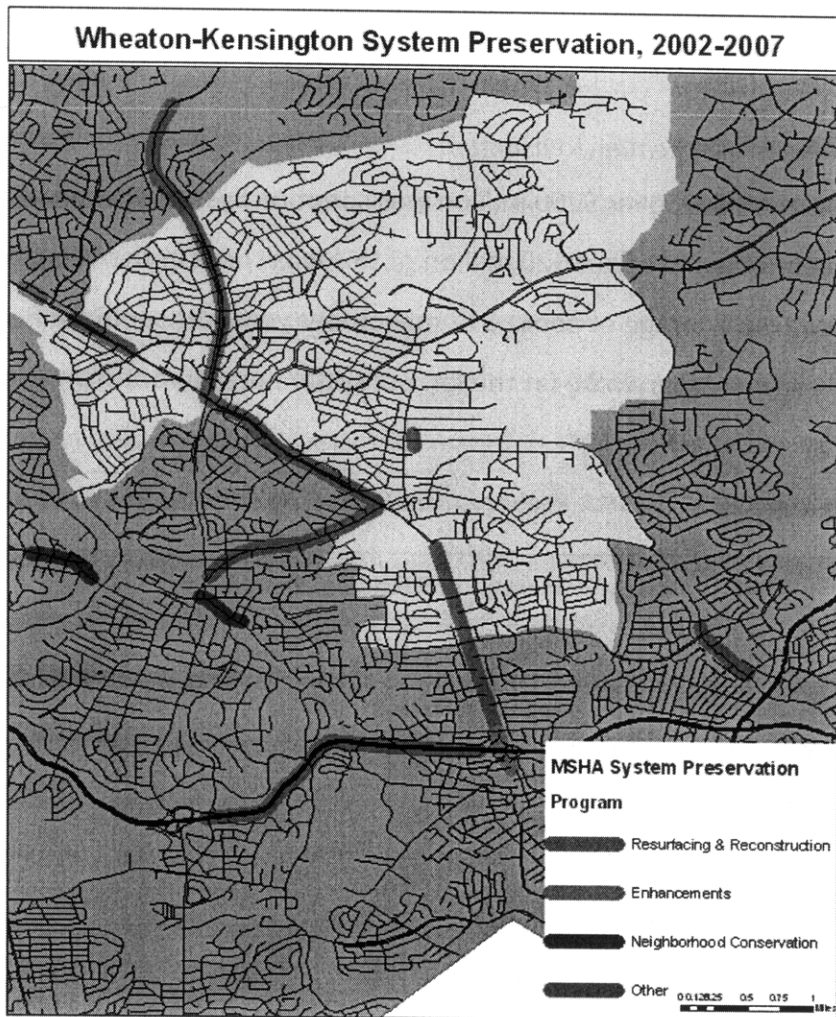 Wheaton-Kensington System Preservation, 2002-2007
MSHA System Preservation
Program
Resurfacing & Reconstruction
Enhancements
Neighborhood Conservation
Other
0 0.125 0.25 0.5 0.75 1
Miles